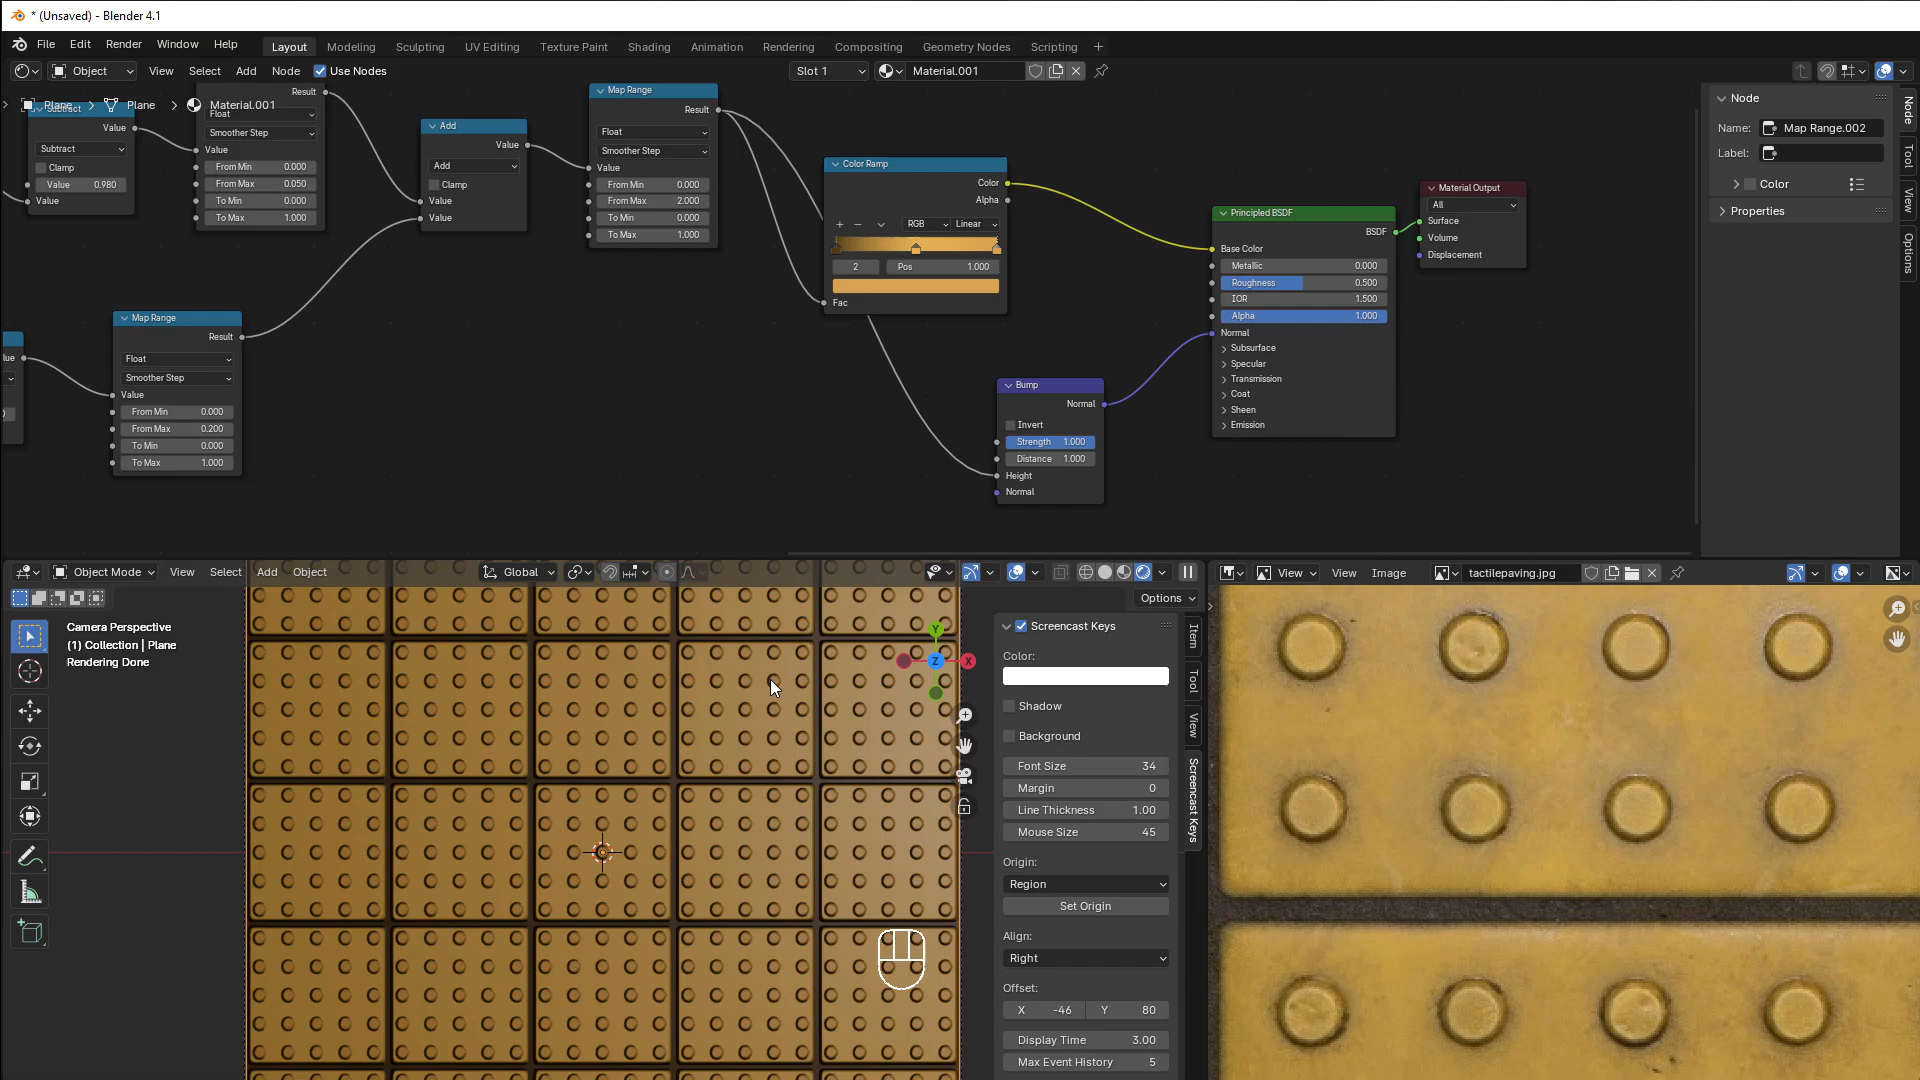 * (Unsaved) - Blender 4.1
File Edit Render Window Help Layout Modeling Sculpting UV Editing Texture Paint Shading Animation Rendering Compositing Geometry Nodes Scripting +
Object View Select Add Node Use Nodes Slot 1 Material.001
Plane > Plane > Material.001
Subtract
Value
Subtract
Clamp
Value 0.980
Value
Result
Float
Smoother Step
Value
From Min 0.000
From Max 0.050
To Min 0.000
To Max 1.000
Add
Value
Add
Clamp
Value
Value
Map Range
Result
Float
Smoother Step
Value
From Min 0.000
From Max 2.000
To Min 0.000
To Max 1.000
Color Ramp
Color
Alpha
+ − RGB Linear
2 Pos 1.000
Fac
Principled BSDF
BSDF
Base Color
Metallic 0.000
Roughness 0.500
IOR 1.500
Alpha 1.000
Normal
Subsurface
Specular
Transmission
Coat
Sheen
Emission
Material Output
All
Surface
Volume
Displacement
Map Range
Result
Float
Smoother Step
Value
From Min 0.000
From Max 0.200
To Min 0.000
To Max 1.000
Bump
Normal
Invert
Strength 1.000
Distance 1.000
Height
Normal
Node
Name: Map Range.002
Label:
Color
Properties
Node
Tool
View
Options
Object Mode View Select Add Object Global
Options
Camera Perspective
(1) Collection | Plane
Rendering Done
Y
Z
X
Screencast Keys
Color:
Shadow
Background
Font Size 34
Margin 0
Line Thickness 1.00
Mouse Size 45
Origin:
Region
Set Origin
Align:
Right
Offset:
X -46 Y 80
Display Time 3.00
Max Event History 5
Item
Tool
View
Screencast Keys
View View Image tactilepaving.jpg